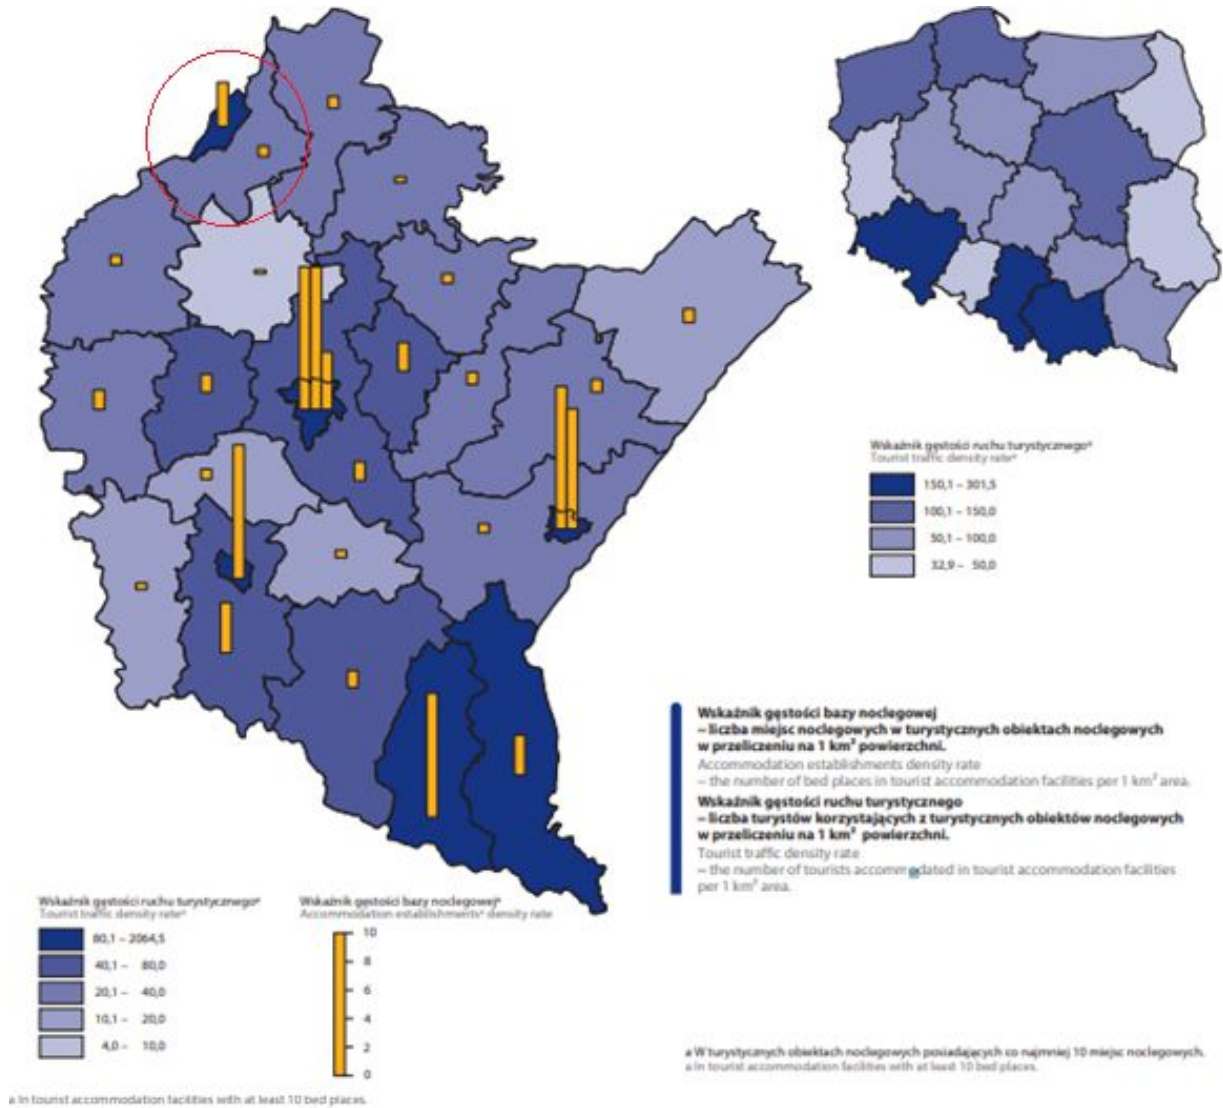 Wskaźnik gęstości ruchu turystycznegoᵃ
Tourist traffic density rateᵃ
150,1 – 301,5
100,1 – 150,0
50,1 – 100,0
32,9 – 50,0
Wskaźnik gęstości bazy noclegowej
– liczba miejsc noclegowych w turystycznych obiektach noclegowych
w przeliczeniu na 1 km² powierzchni.
Accommodation establishments density rate
– the number of bed places in tourist accommodation facilities per 1 km² area.
Wskaźnik gęstości ruchu turystycznego
– liczba turystów korzystających z turystycznych obiektów noclegowych
w przeliczeniu na 1 km² powierzchni.
Tourist traffic density rate
– the number of tourists accommodated in tourist accommodation facilities
per 1 km² area.
Wskaźnik gęstości ruchu turystycznegoᵃ
Tourist traffic density rateᵃ
80,1 – 2064,5
40,1 – 80,0
20,1 – 40,0
10,1 – 20,0
4,0 – 10,0
Wskaźnik gęstości bazy noclegowejᵃ
Accommodation establishmentsᵃ density rate
10
8
6
4
2
0
a W turystycznych obiektach noclegowych posiadających co najmniej 10 miejsc noclegowych.
a In tourist accommodation facilities with at least 10 bed places.
a In tourist accommodation facilities with at least 10 bed places.